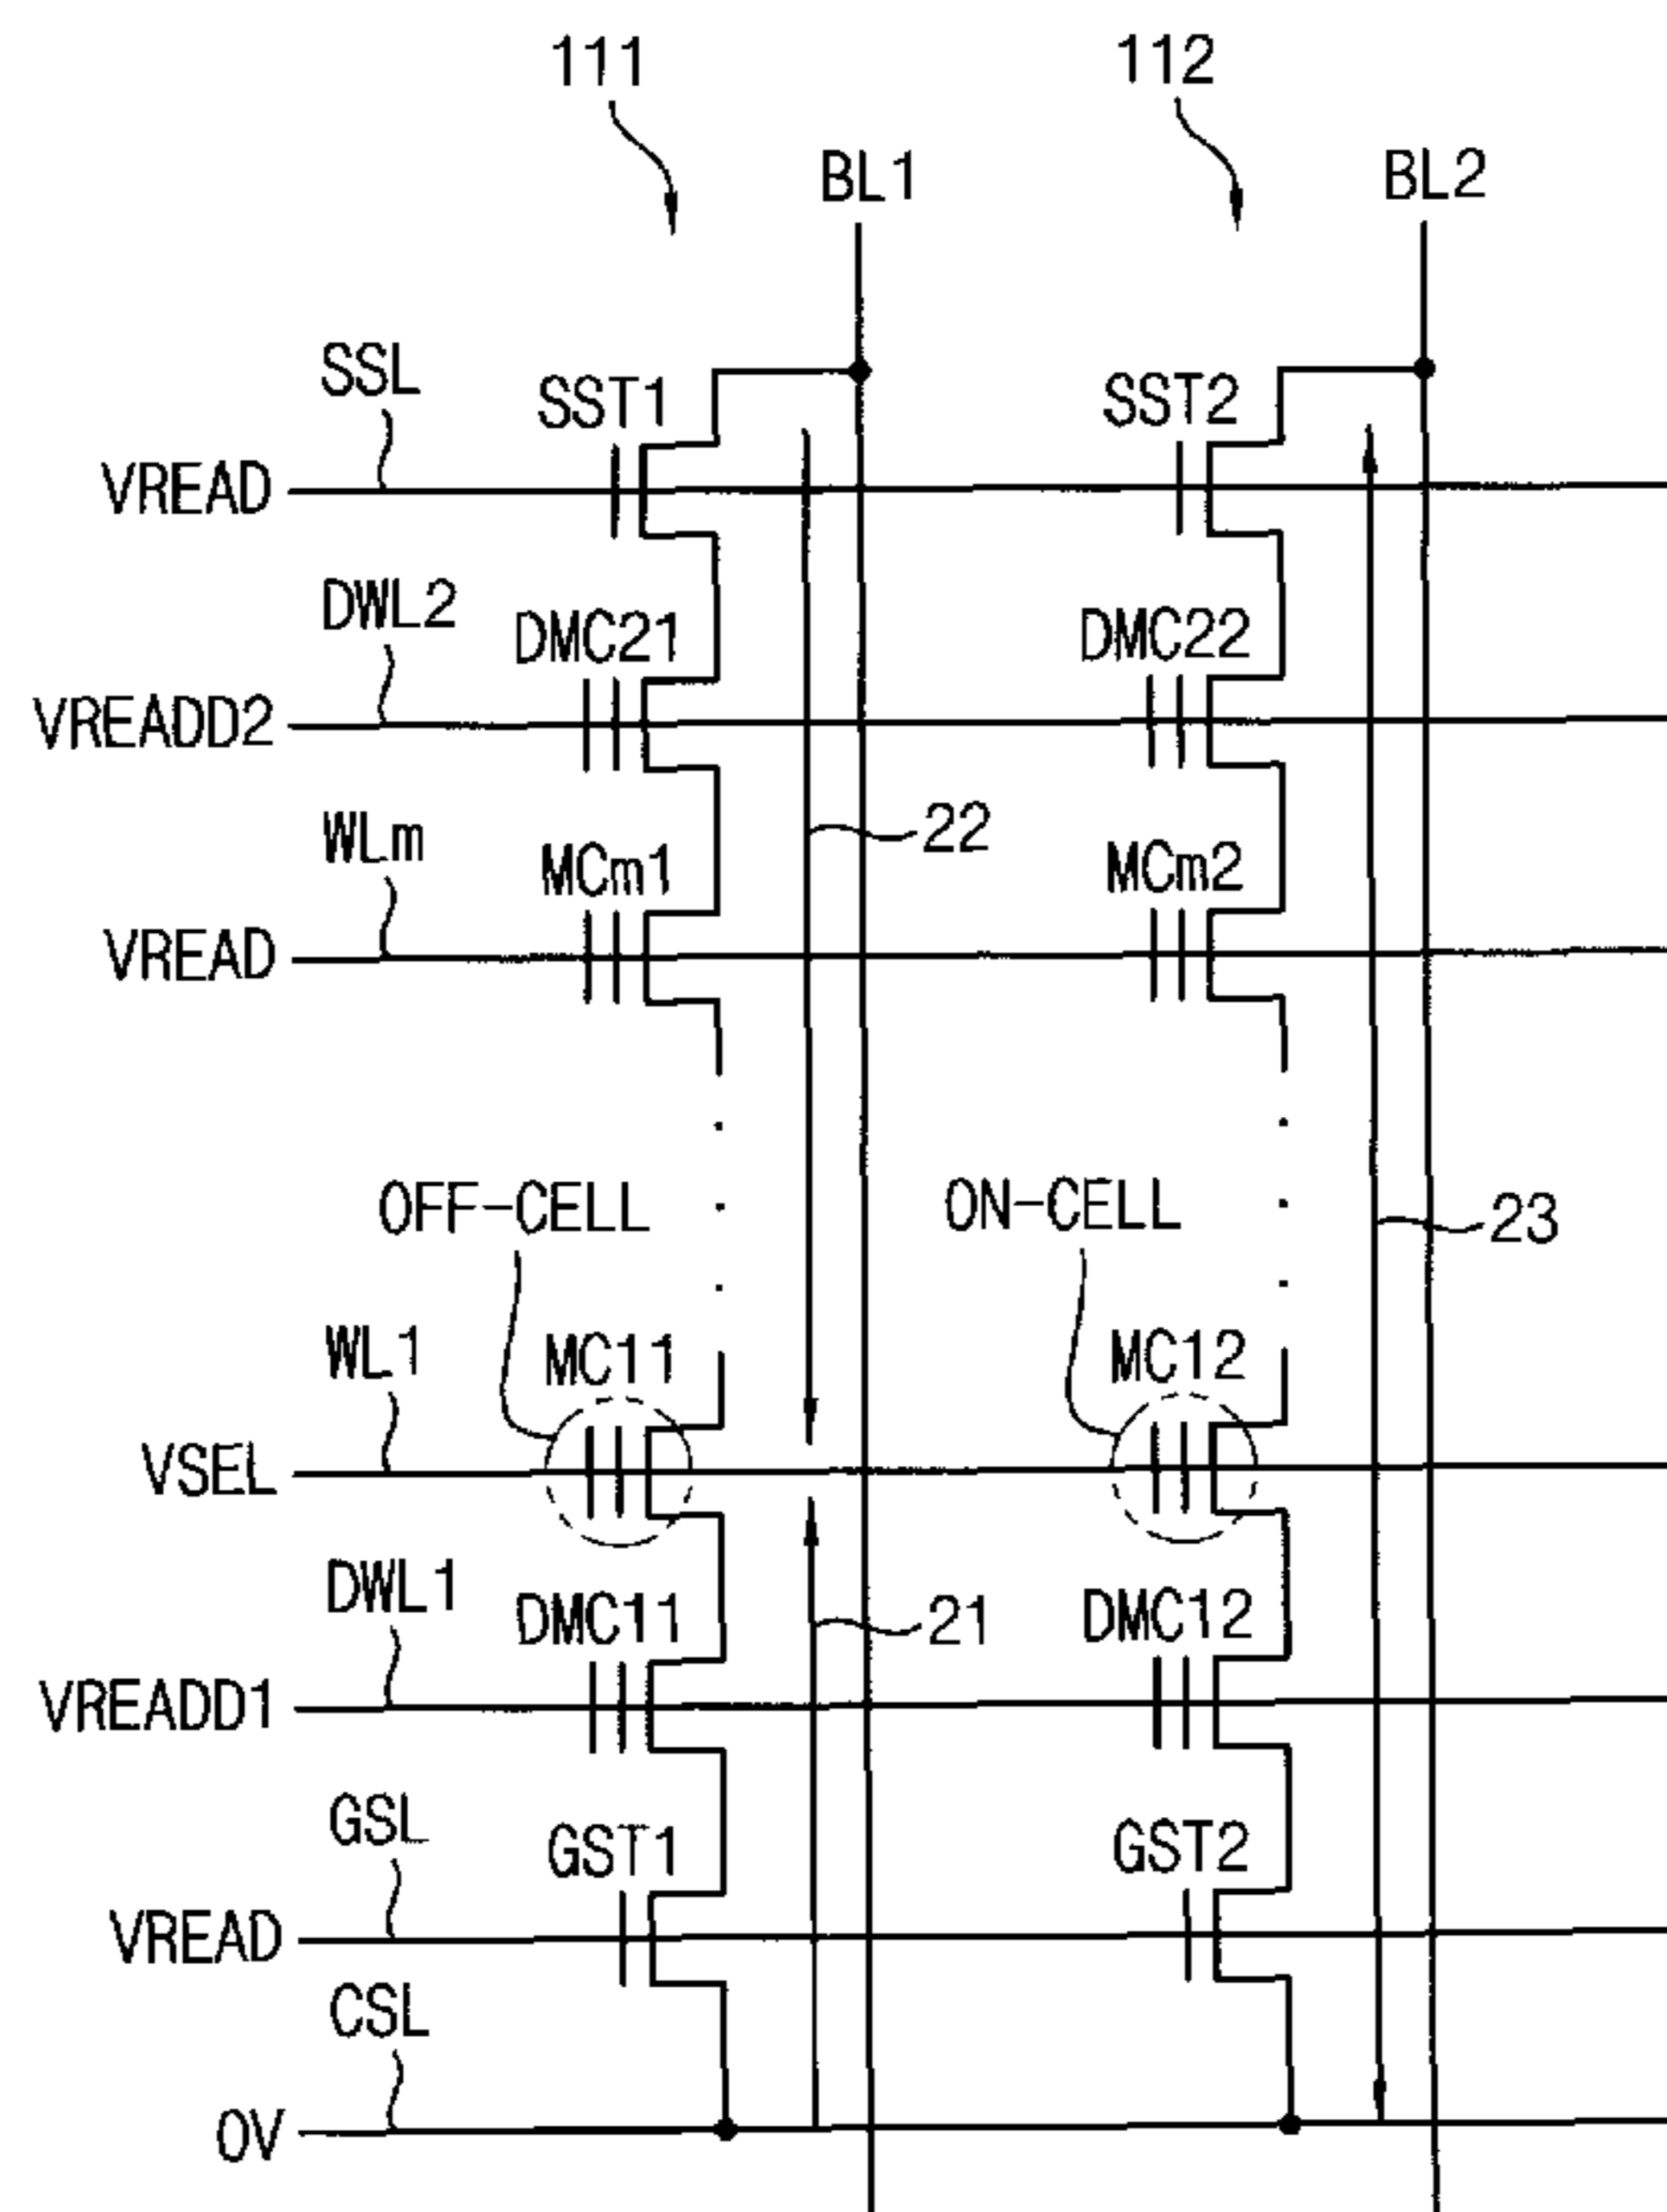 111 112
BL1 BL2
SSL SST1 SST2
VREAD
DWL2 DMC21 DMC22
VREADD2
22
WLm MCm1 MCm2
VREAD
OFF-CELL ON-CELL 23
WL1 MC11 MC12
VSEL
DWL1 DMC11 21 DMC12
VREADD1
GSL GST1 GST2
VREAD
CSL
0V